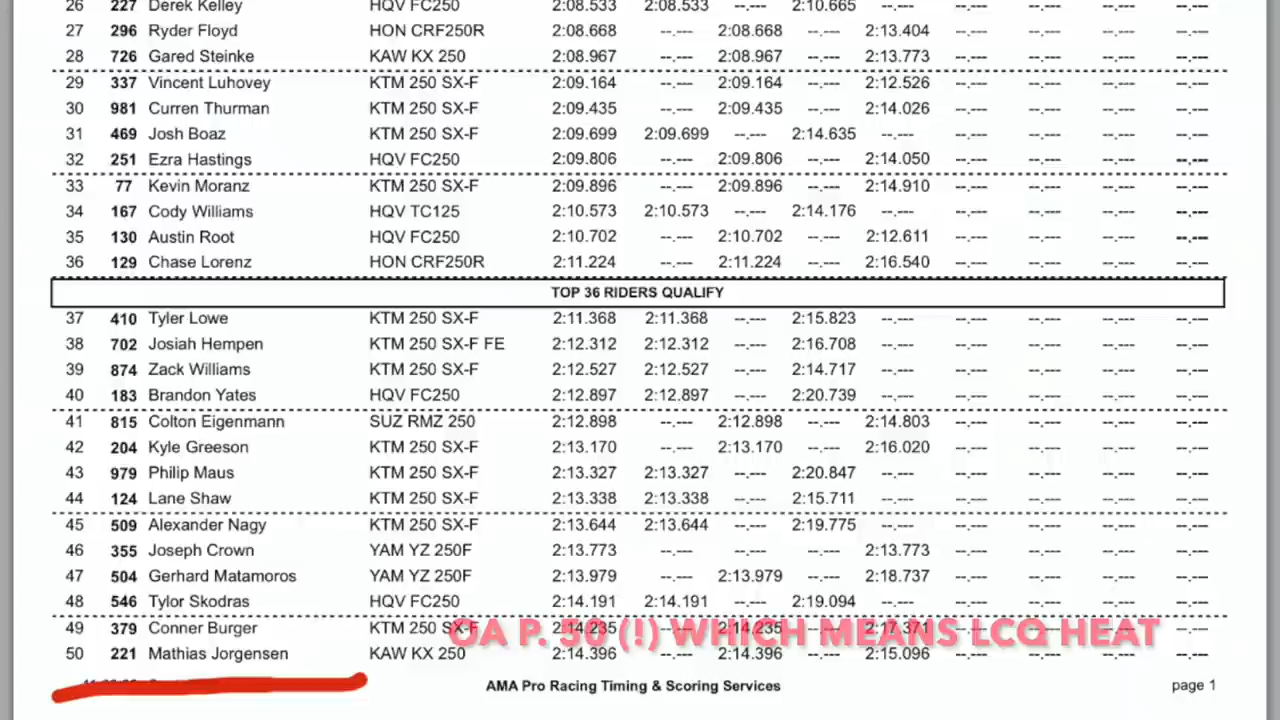 26 227 Derek Kelley HQV FC250 2:08.533 2:08.533 --.--- 2:10.665 --.--- --.--- --.--- --.--- --.---
27 296 Ryder Floyd HON CRF250R 2:08.668 --.--- 2:08.668 --.--- 2:13.404 --.--- --.--- --.--- --.---
28 726 Gared Steinke KAW KX 250 2:08.967 --.--- 2:08.967 --.--- 2:13.773 --.--- --.--- --.--- --.---
29 337 Vincent Luhovey KTM 250 SX-F 2:09.164 --.--- 2:09.164 --.--- 2:12.526 --.--- --.--- --.--- --.---
30 981 Curren Thurman KTM 250 SX-F 2:09.435 --.--- 2:09.435 --.--- 2:14.026 --.--- --.--- --.--- --.---
31 469 Josh Boaz KTM 250 SX-F 2:09.699 2:09.699 --.--- 2:14.635 --.--- --.--- --.--- --.--- --.---
32 251 Ezra Hastings HQV FC250 2:09.806 --.--- 2:09.806 --.--- 2:14.050 --.--- --.--- --.--- --.---
33 77 Kevin Moranz KTM 250 SX-F 2:09.896 --.--- 2:09.896 --.--- 2:14.910 --.--- --.--- --.--- --.---
34 167 Cody Williams HQV TC125 2:10.573 2:10.573 --.--- 2:14.176 --.--- --.--- --.--- --.--- --.---
35 130 Austin Root HQV FC250 2:10.702 --.--- 2:10.702 --.--- 2:12.611 --.--- --.--- --.--- --.---
36 129 Chase Lorenz HON CRF250R 2:11.224 --.--- 2:11.224 --.--- 2:16.540 --.--- --.--- --.--- --.---
TOP 36 RIDERS QUALIFY
37 410 Tyler Lowe KTM 250 SX-F 2:11.368 2:11.368 --.--- 2:15.823 --.--- --.--- --.--- --.--- --.---
38 702 Josiah Hempen KTM 250 SX-F FE 2:12.312 2:12.312 --.--- 2:16.708 --.--- --.--- --.--- --.--- --.---
39 874 Zack Williams KTM 250 SX-F 2:12.527 2:12.527 --.--- 2:14.717 --.--- --.--- --.--- --.--- --.---
40 183 Brandon Yates HQV FC250 2:12.897 2:12.897 --.--- 2:20.739 --.--- --.--- --.--- --.--- --.---
41 815 Colton Eigenmann SUZ RMZ 250 2:12.898 --.--- 2:12.898 --.--- 2:14.803 --.--- --.--- --.--- --.---
42 204 Kyle Greeson KTM 250 SX-F 2:13.170 --.--- 2:13.170 --.--- 2:16.020 --.--- --.--- --.--- --.---
43 979 Philip Maus KTM 250 SX-F 2:13.327 2:13.327 --.--- 2:20.847 --.--- --.--- --.--- --.--- --.---
44 124 Lane Shaw KTM 250 SX-F 2:13.338 2:13.338 --.--- 2:15.711 --.--- --.--- --.--- --.--- --.---
45 509 Alexander Nagy KTM 250 SX-F 2:13.644 2:13.644 --.--- 2:19.775 --.--- --.--- --.--- --.--- --.---
46 355 Joseph Crown YAM YZ 250F 2:13.773 --.--- --.--- --.--- 2:13.773 --.--- --.--- --.--- --.---
47 504 Gerhard Matamoros YAM YZ 250F 2:13.979 --.--- 2:13.979 --.--- 2:18.737 --.--- --.--- --.--- --.---
48 546 Tylor Skodras HQV FC250 2:14.191 2:14.191 --.--- 2:19.094 --.--- --.--- --.--- --.--- --.---
49 379 Conner Burger KTM 250 SX-F 2:14.235 --.--- 2:14.235
P. (!) WHICH MEANS LCQ HEAT
50 221 Mathias Jorgensen KAW KX 250 2:14.396 --.--- 2:14.396 --.--- 2:15.096 --.--- --.--- --.--- --.---
AMA Pro Racing Timing & Scoring Services page 1